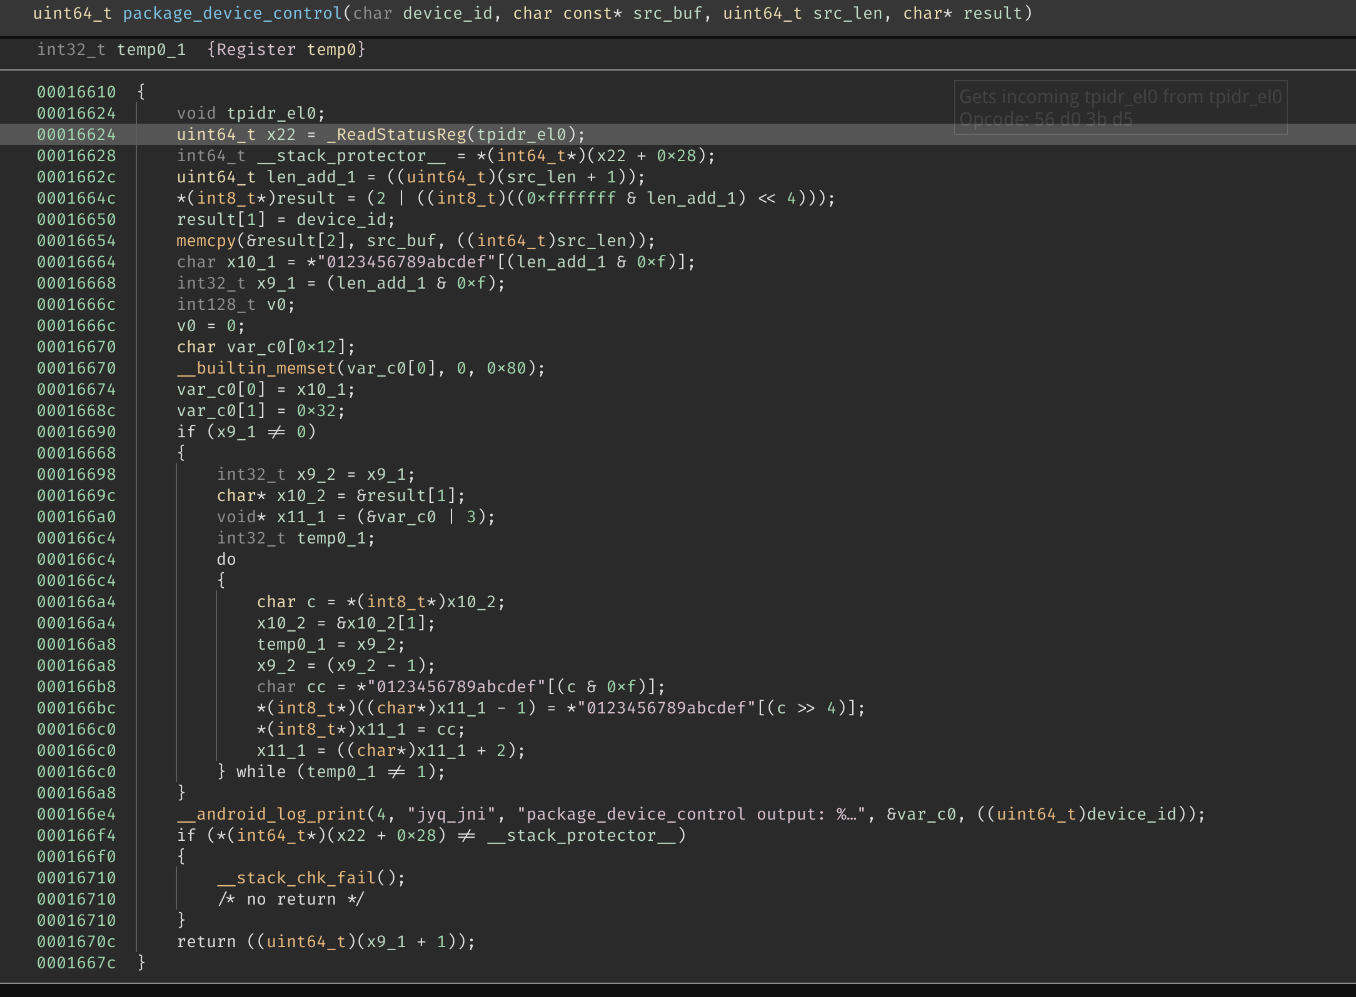 uint64_t package_device_control(char device_id, char const* src_buf, uint64_t src_len, char* result)
int32_t temp0_1  {Register temp0}
00016610  {
Gets incoming tpidr_el0 from tpidr_el0
Opcode: 56 d0 3b d5
00016624      void tpidr_el0;
00016624      uint64_t x22 = _ReadStatusReg(tpidr_el0);
00016628      int64_t __stack_protector__ = *(int64_t*)(x22 + 0x28);
0001662c      uint64_t len_add_1 = ((uint64_t)(src_len + 1));
0001664c      *(int8_t*)result = (2 | ((int8_t)((0xfffffff & len_add_1) << 4)));
00016650      result[1] = device_id;
00016654      memcpy(&result[2], src_buf, ((int64_t)src_len));
00016664      char x10_1 = *"0123456789abcdef"[(len_add_1 & 0xf)];
00016668      int32_t x9_1 = (len_add_1 & 0xf);
0001666c      int128_t v0;
0001666c      v0 = 0;
00016670      char var_c0[0x12];
00016670      __builtin_memset(var_c0[0], 0, 0x80);
00016674      var_c0[0] = x10_1;
0001668c      var_c0[1] = 0x32;
00016690      if (x9_1 != 0)
00016668      {
00016698          int32_t x9_2 = x9_1;
0001669c          char* x10_2 = &result[1];
000166a0          void* x11_1 = (&var_c0 | 3);
000166c4          int32_t temp0_1;
000166c4          do
000166c4          {
000166a4              char c = *(int8_t*)x10_2;
000166a4              x10_2 = &x10_2[1];
000166a8              temp0_1 = x9_2;
000166a8              x9_2 = (x9_2 - 1);
000166b8              char cc = *"0123456789abcdef"[(c & 0xf)];
000166bc              *(int8_t*)((char*)x11_1 - 1) = *"0123456789abcdef"[(c >> 4)];
000166c0              *(int8_t*)x11_1 = cc;
000166c0              x11_1 = ((char*)x11_1 + 2);
000166c0          } while (temp0_1 != 1);
000166a8      }
000166e4      __android_log_print(4, "jyq_jni", "package_device_control output: %…", &var_c0, ((uint64_t)device_id));
000166f4      if (*(int64_t*)(x22 + 0x28) != __stack_protector__)
000166f0      {
00016710          __stack_chk_fail();
00016710          /* no return */
00016710      }
0001670c      return ((uint64_t)(x9_1 + 1));
0001667c  }